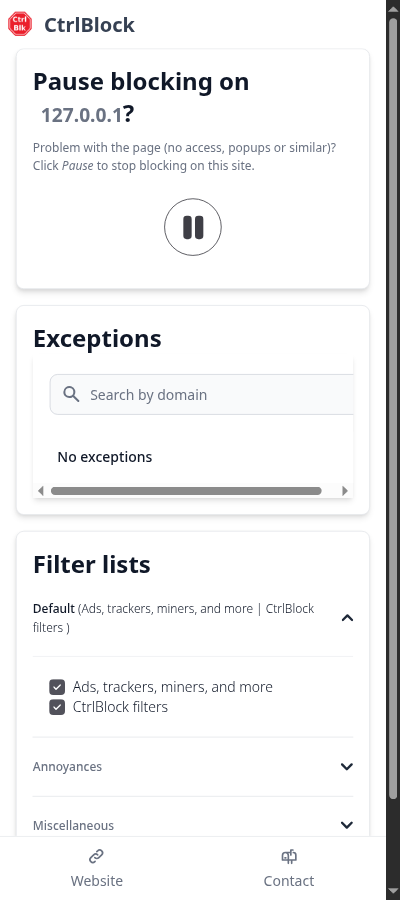 Ctrl
Blk
CtrlBlock
Pause blocking on
127.0.0.1?
Problem with the page (no access, popups or similar)?
Click Pause to stop blocking on this site.
Exceptions
Search by domain
No exceptions
Filter lists
Default (Ads, trackers, miners, and more | CtrlBlock
filters )
Ads, trackers, miners, and more
CtrlBlock filters
Annoyances
Miscellaneous
Website
Contact